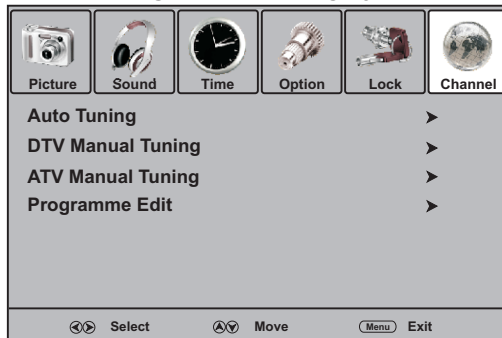 Picture Sound Time Option Lock Channel
Auto Tuning
DTV Manual Tuning
ATV Manual Tuning
Programme Edit
Select Move Menu Exit